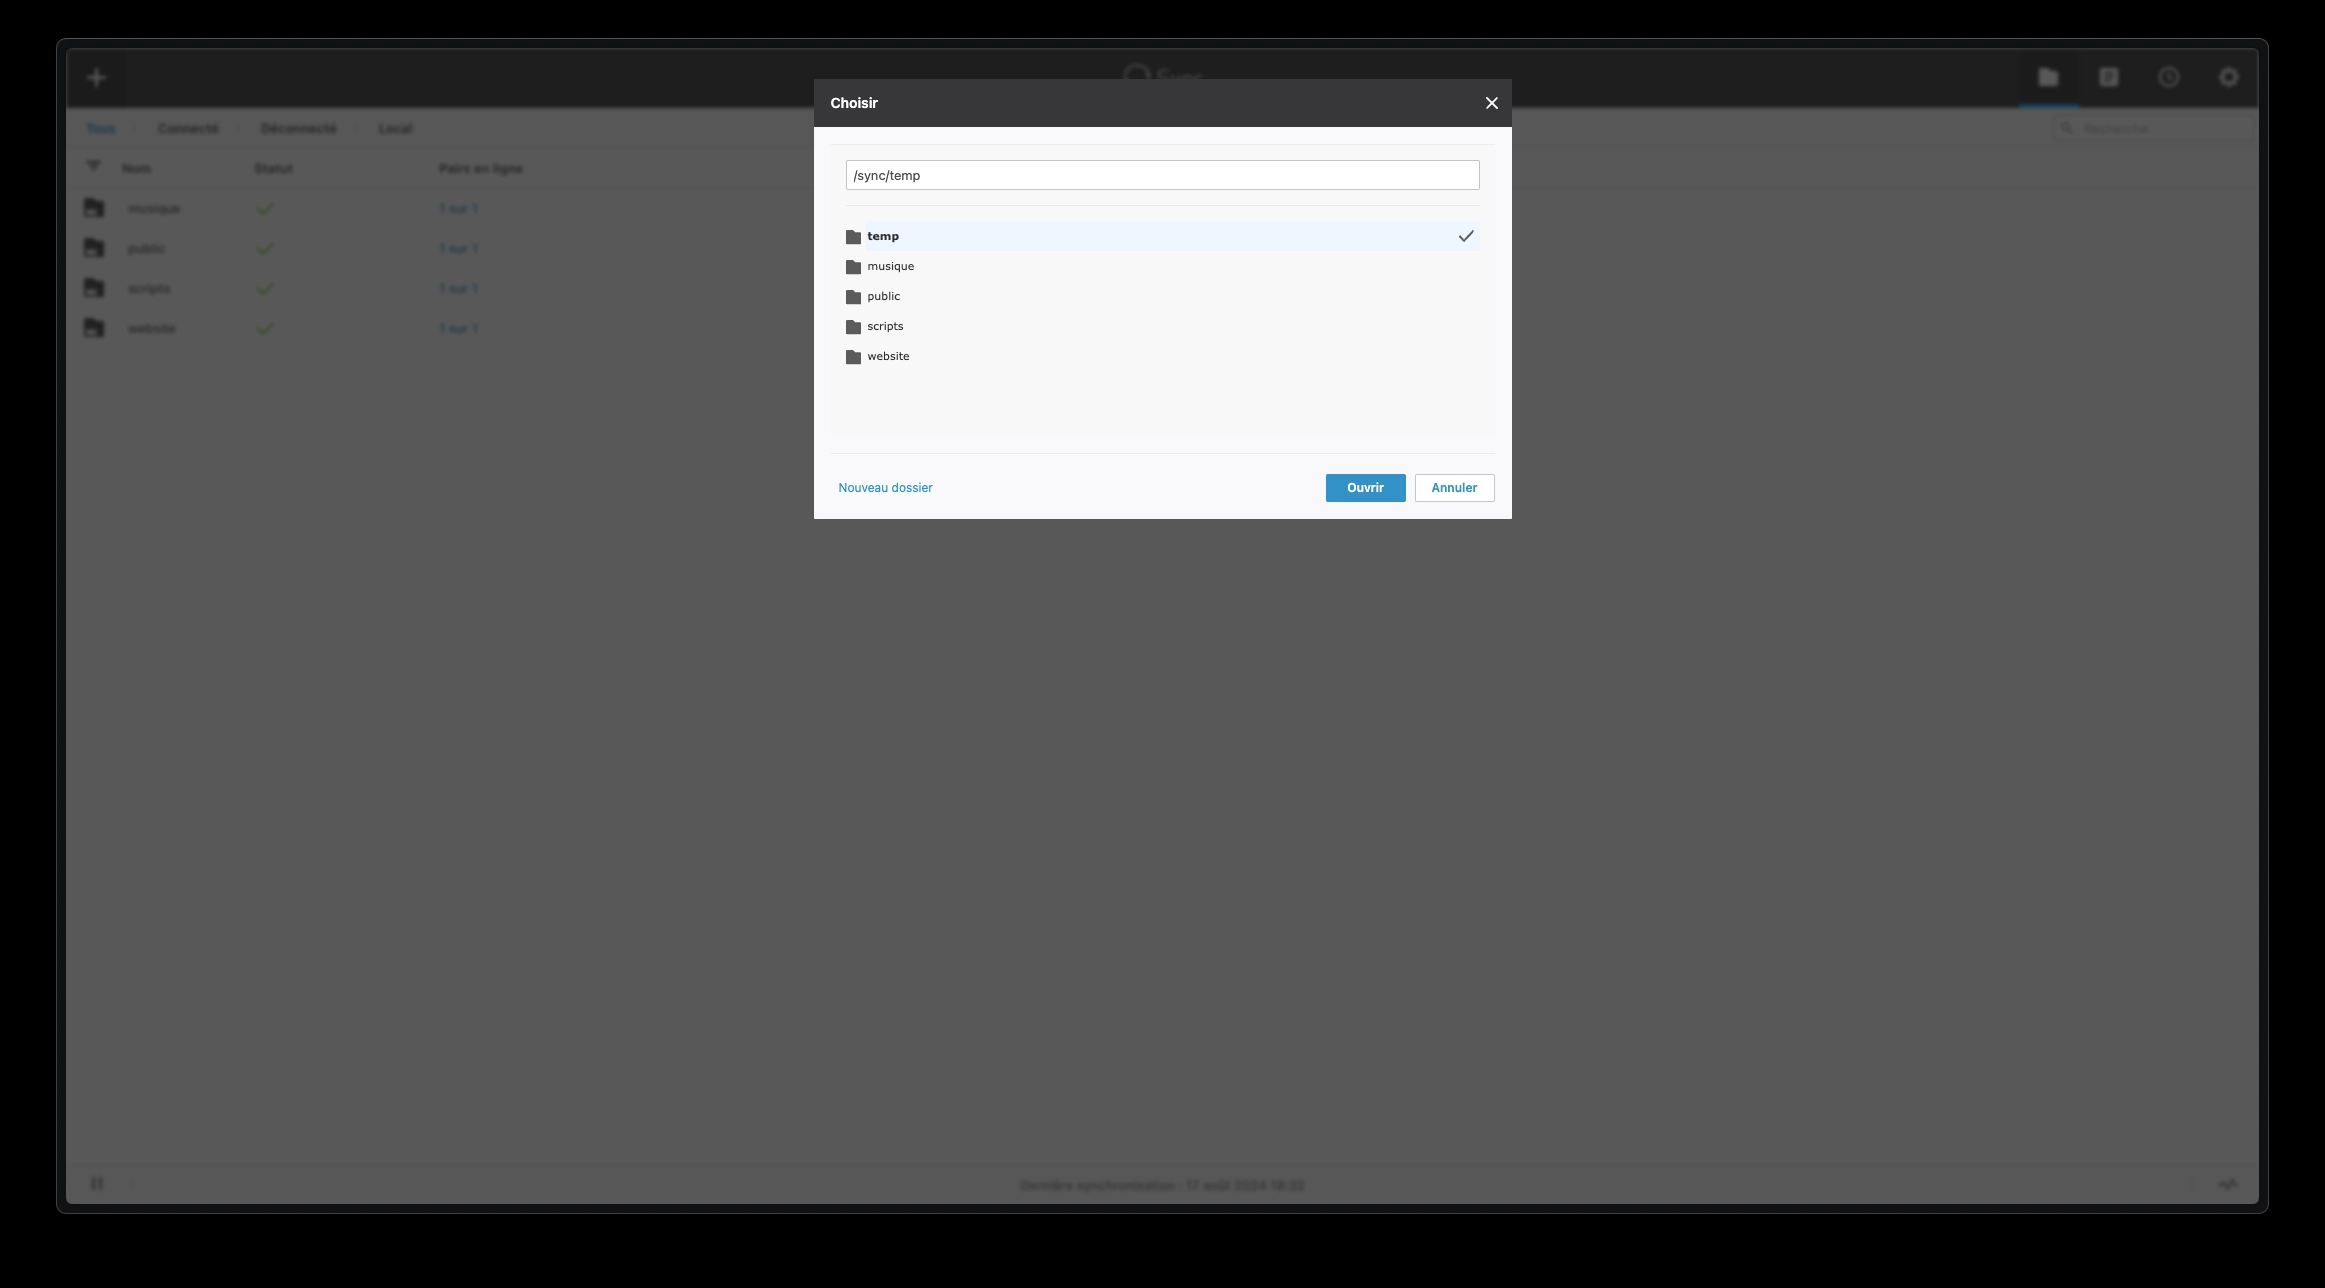 Sync
Choisir
Tous Connecté Déconnecté Local Recherche...
Nom Statut Pairs en ligne
musique 1 sur 1
public 1 sur 1
scripts 1 sur 1
website 1 sur 1
/sync/temp
temp
musique
public
scripts
website
Nouveau dossier
Ouvrir
Annuler
Dernière synchronisation : 17 août 2024 18:32